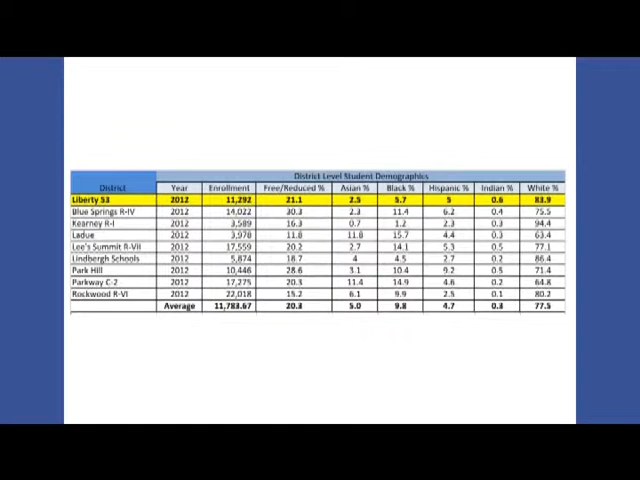 District Level Student Demographics
District Year Enrollment Free/Reduced % Asian % Black % Hispanic % Indian % White %
Liberty 53 2012 11,292 21.1 2.5 5.7 5 0.6 83.9
Blue Springs R-IV 2012 14,022 30.3 2.3 11.4 6.2 0.4 75.5
Kearney R-I 2012 3,589 16.3 0.7 1.2 2.3 0.3 94.4
Ladue 2012 3,978 11.8 11.8 15.7 4.4 0.3 63.4
Lee's Summit R-VII 2012 17,559 20.2 2.7 14.1 5.3 0.5 77.1
Lindbergh Schools 2012 5,874 18.7 4 4.5 2.7 0.2 86.4
Park Hill 2012 10,446 28.6 3.1 10.4 9.2 0.5 71.4
Parkway C-2 2012 17,275 20.3 11.4 14.9 4.6 0.2 64.8
Rockwood R-VI 2012 22,018 15.2 6.1 9.9 2.5 0.1 80.2
Average 11,783.67 20.3 5.0 9.8 4.7 0.3 77.5